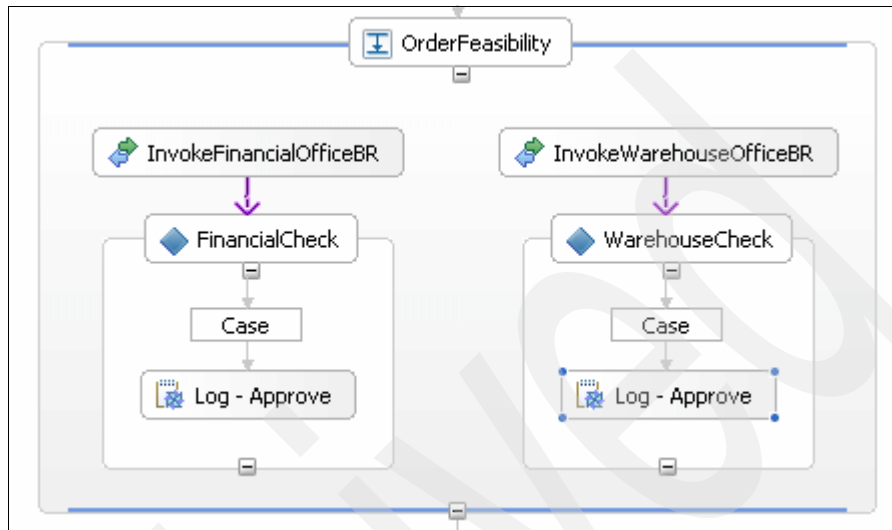 OrderFeasibility
InvokeFinancialOfficeBR
InvokeWarehouseOfficeBR
FinancialCheck
WarehouseCheck
Case
Case
Log - Approve
Log - Approve